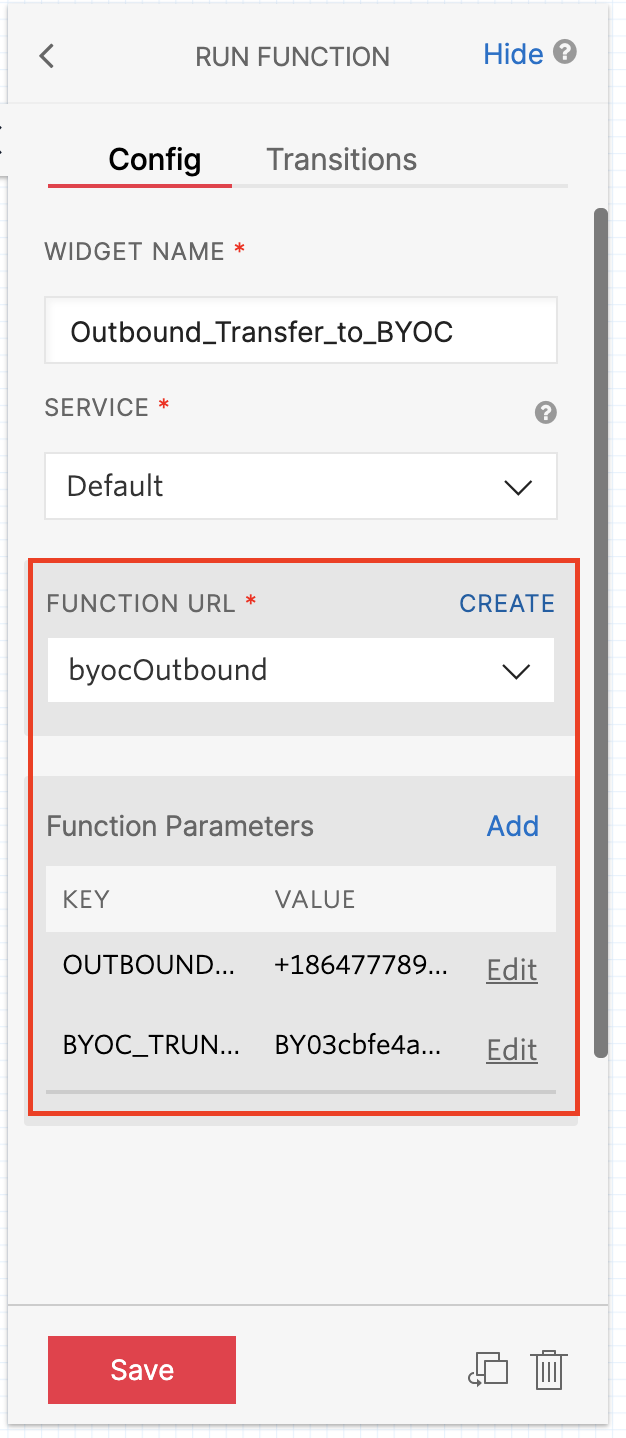 RUN FUNCTION Hide ?
Config Transitions
WIDGET NAME *
Outbound_Transfer_to_BYOC
SERVICE * ?
Default
FUNCTION URL * CREATE
byocOutbound
Function Parameters Add
KEY VALUE
OUTBOUND... +186477789... Edit
BYOC_TRUN... BY03cbfe4a... Edit
Save